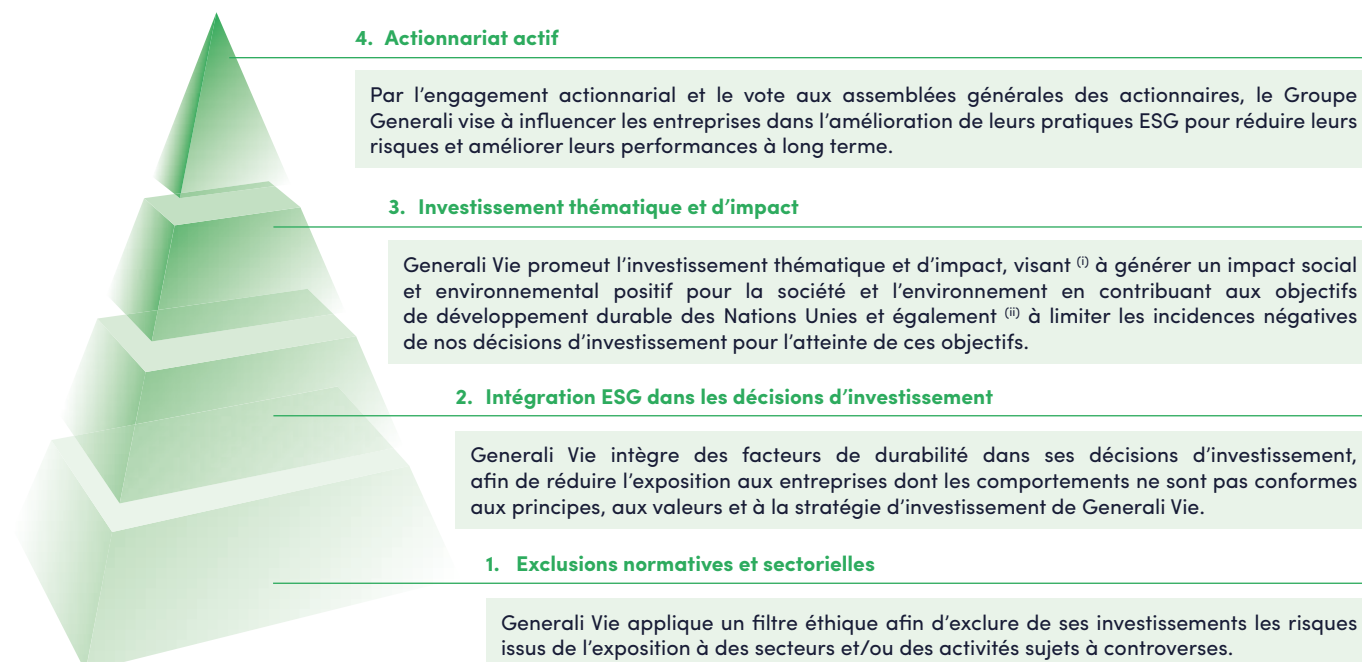 4. Actionnariat actif
Par l'engagement actionnarial et le vote aux assemblées générales des actionnaires, le Groupe
Generali vise à influencer les entreprises dans l'amélioration de leurs pratiques ESG pour réduire leurs
risques et améliorer leurs performances à long terme.
3. Investissement thématique et d'impact
Generali Vie promeut l'investissement thématique et d'impact, visant (i) à générer un impact social
et environnemental positif pour la société et l'environnement en contribuant aux objectifs
de développement durable des Nations Unies et également (ii) à limiter les incidences négatives
de nos décisions d'investissement pour l'atteinte de ces objectifs.
2. Intégration ESG dans les décisions d'investissement
Generali Vie intègre des facteurs de durabilité dans ses décisions d'investissement,
afin de réduire l'exposition aux entreprises dont les comportements ne sont pas conformes
aux principes, aux valeurs et à la stratégie d'investissement de Generali Vie.
1. Exclusions normatives et sectorielles
Generali Vie applique un filtre éthique afin d'exclure de ses investissements les risques
issus de l'exposition à des secteurs et/ou des activités sujets à controverses.